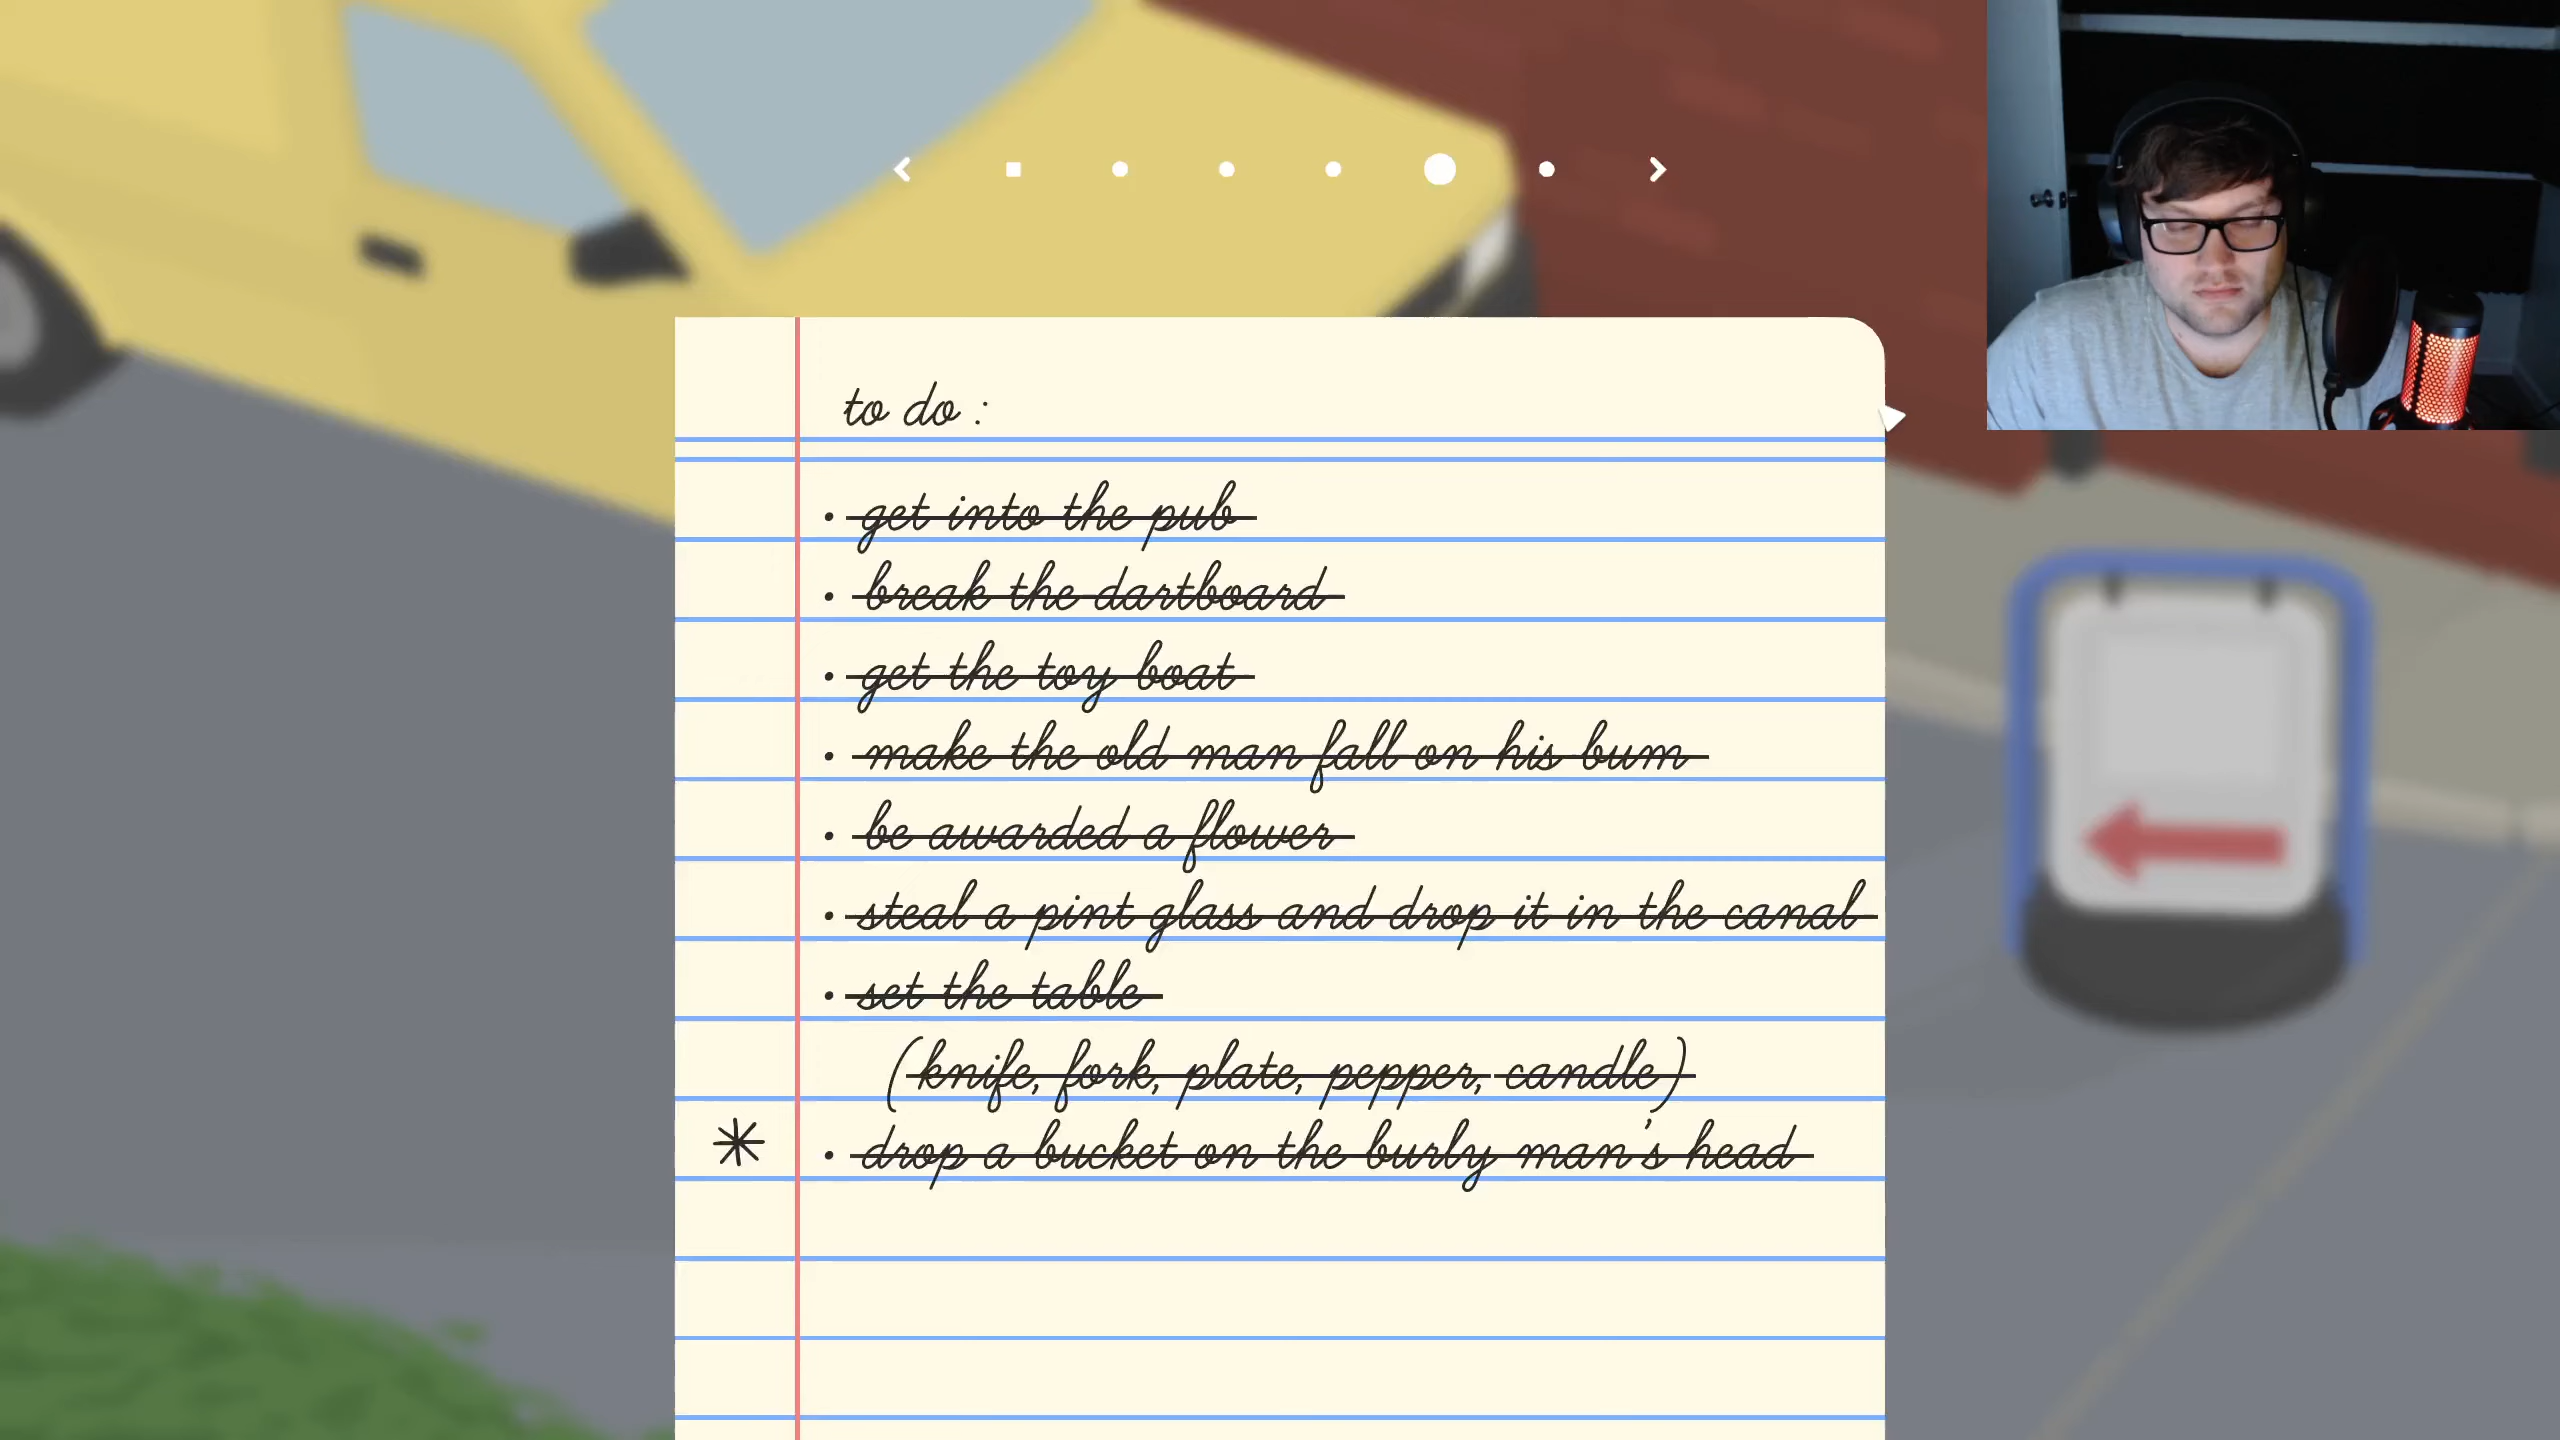 to do :
• get into the pub
• break the dartboard
• get the toy boat
• make the old man fall on his bum
• be awarded a flower
• steal a pint glass and drop it in the canal
• set the table
(knife, fork, plate, pepper, candle)
• drop a bucket on the burly man's head